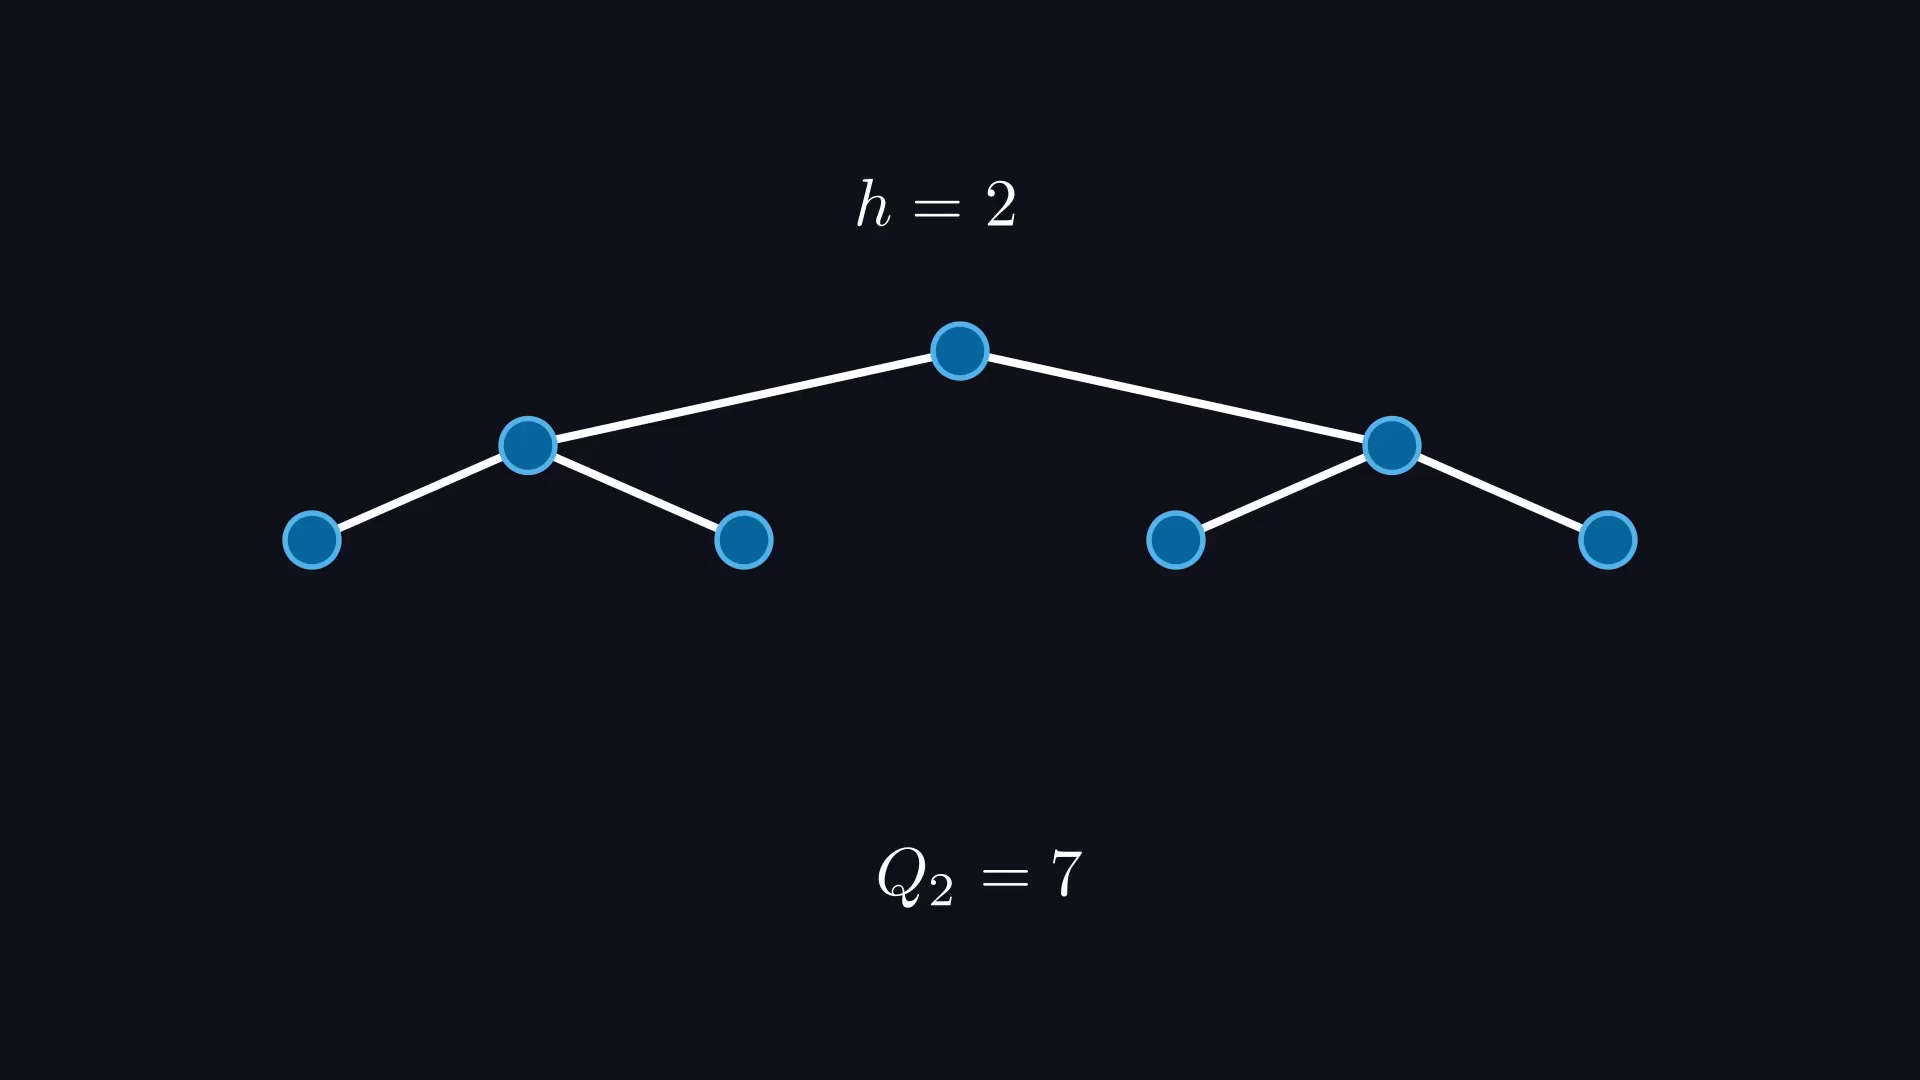 h = 2
Q₂ = 7